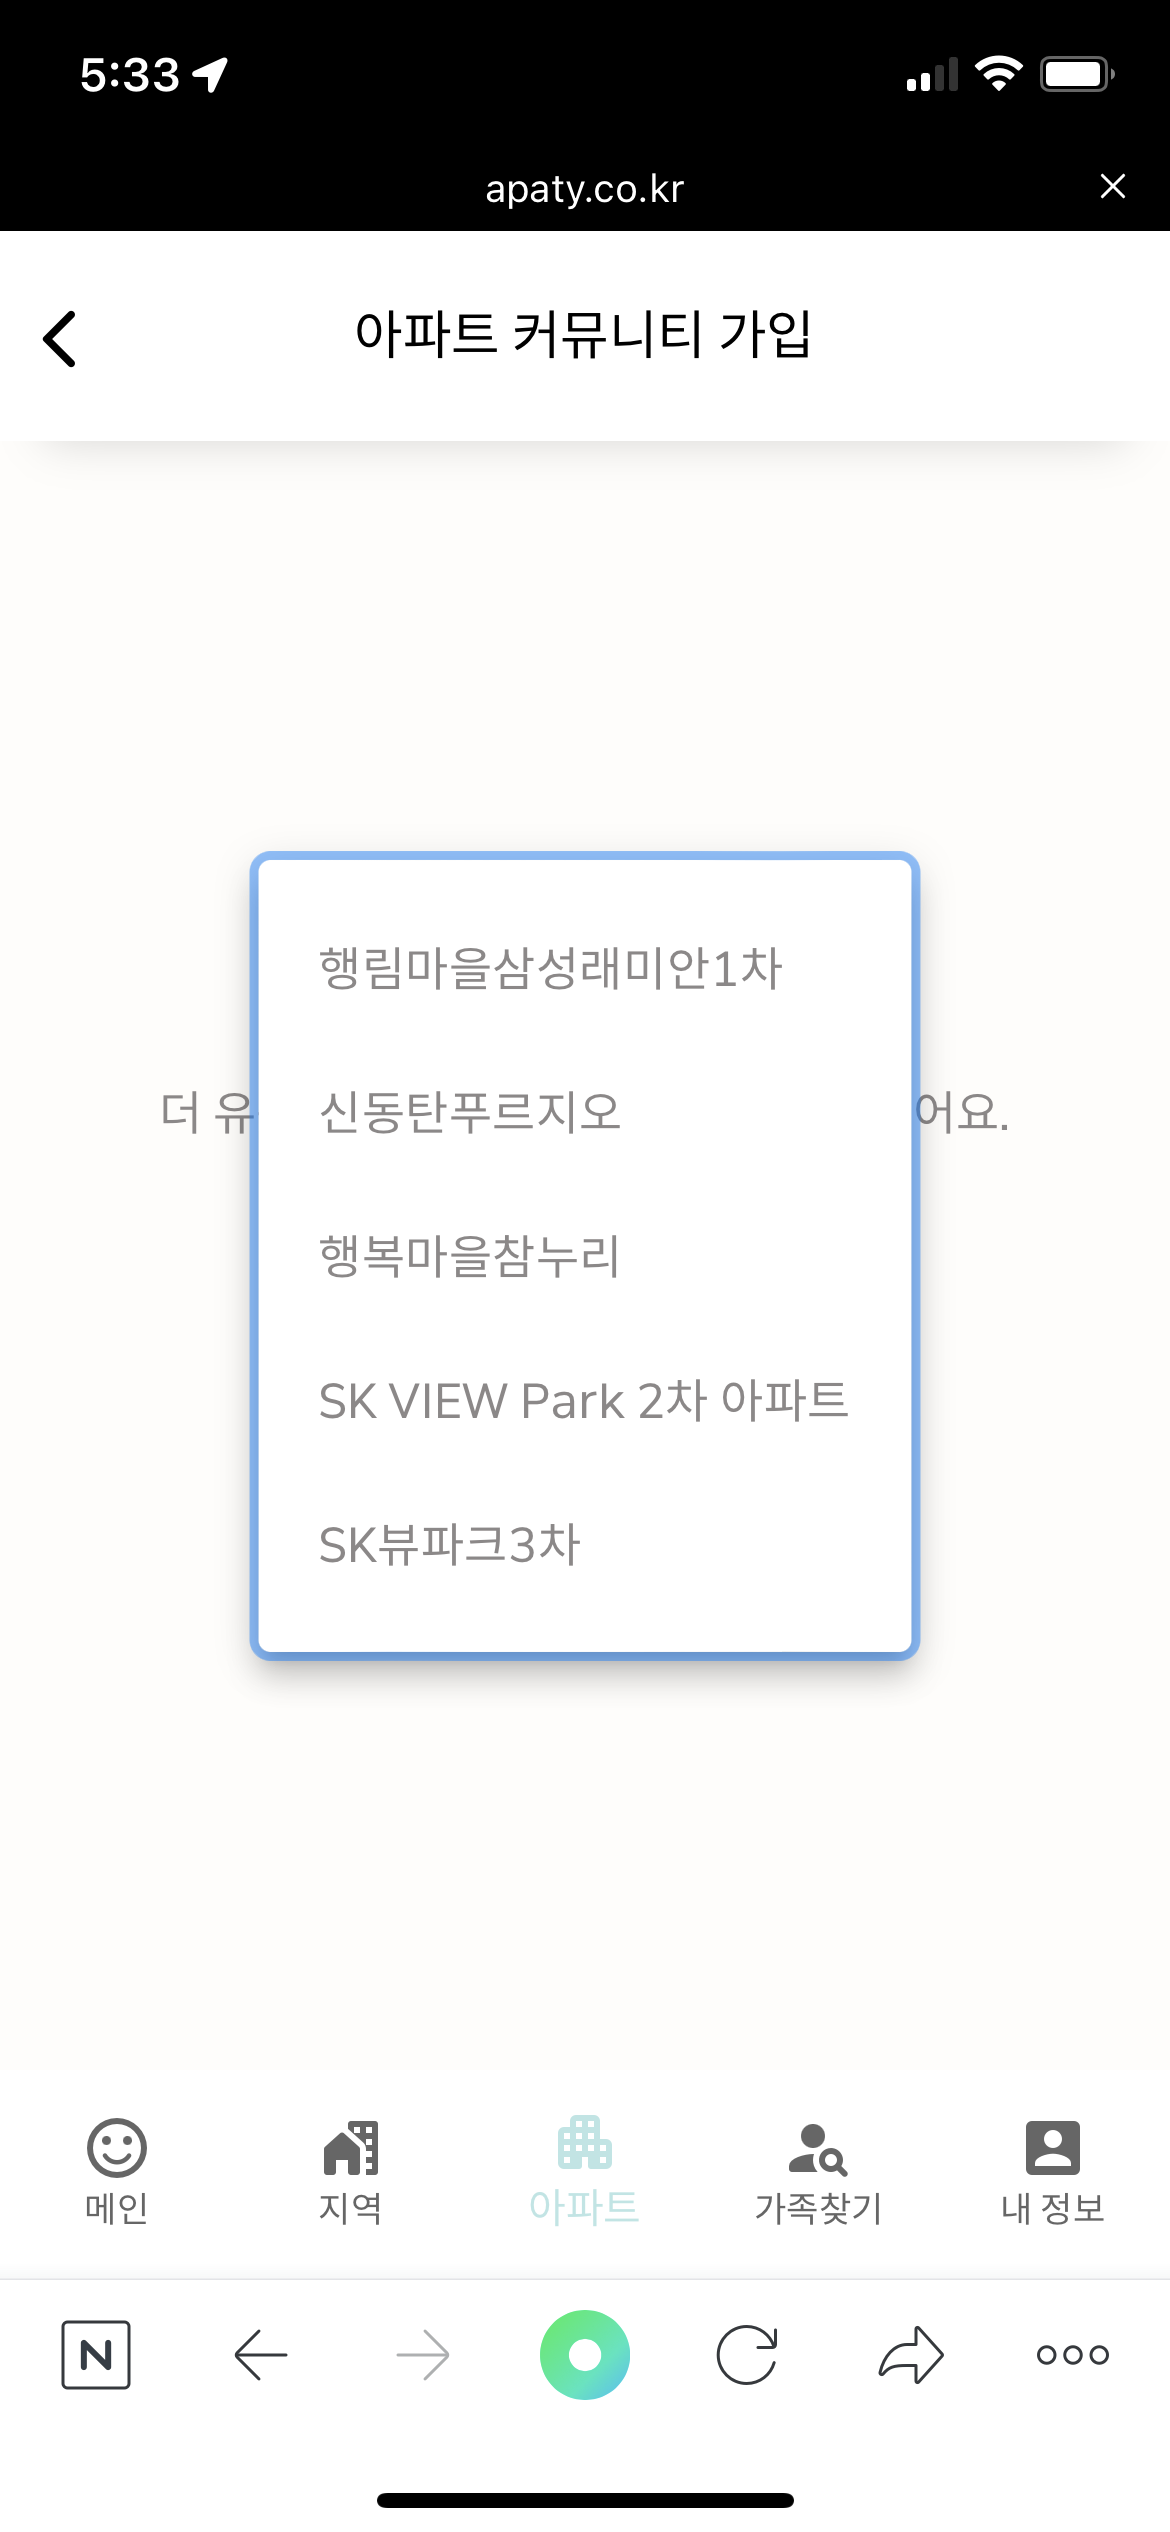 5:33
apaty.co.kr
아파트 커뮤니티 가입
행림마을삼성래미안1차
더 유
신동탄푸르지오
어요.
행복마을참누리
SK VIEW Park 2차 아파트
SK뷰파크3차
메인
지역
아파트
가족찾기
내 정보
N